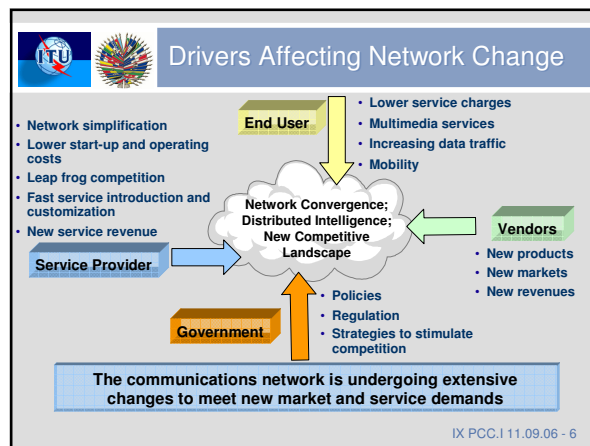 ITU
Drivers Affecting Network Change
• Network simplification
• Lower start-up and operating
costs
• Leap frog competition
• Fast service introduction and
customization
• New service revenue
Service Provider
End User
• Lower service charges
• Multimedia services
• Increasing data traffic
• Mobility
Network Convergence;
Distributed Intelligence;
New Competitive
Landscape
Vendors
• New products
• New markets
• New revenues
Government
• Policies
• Regulation
• Strategies to stimulate
competition
The communications network is undergoing extensive
changes to meet new market and service demands
IX PCC.I 11.09.06 - 6